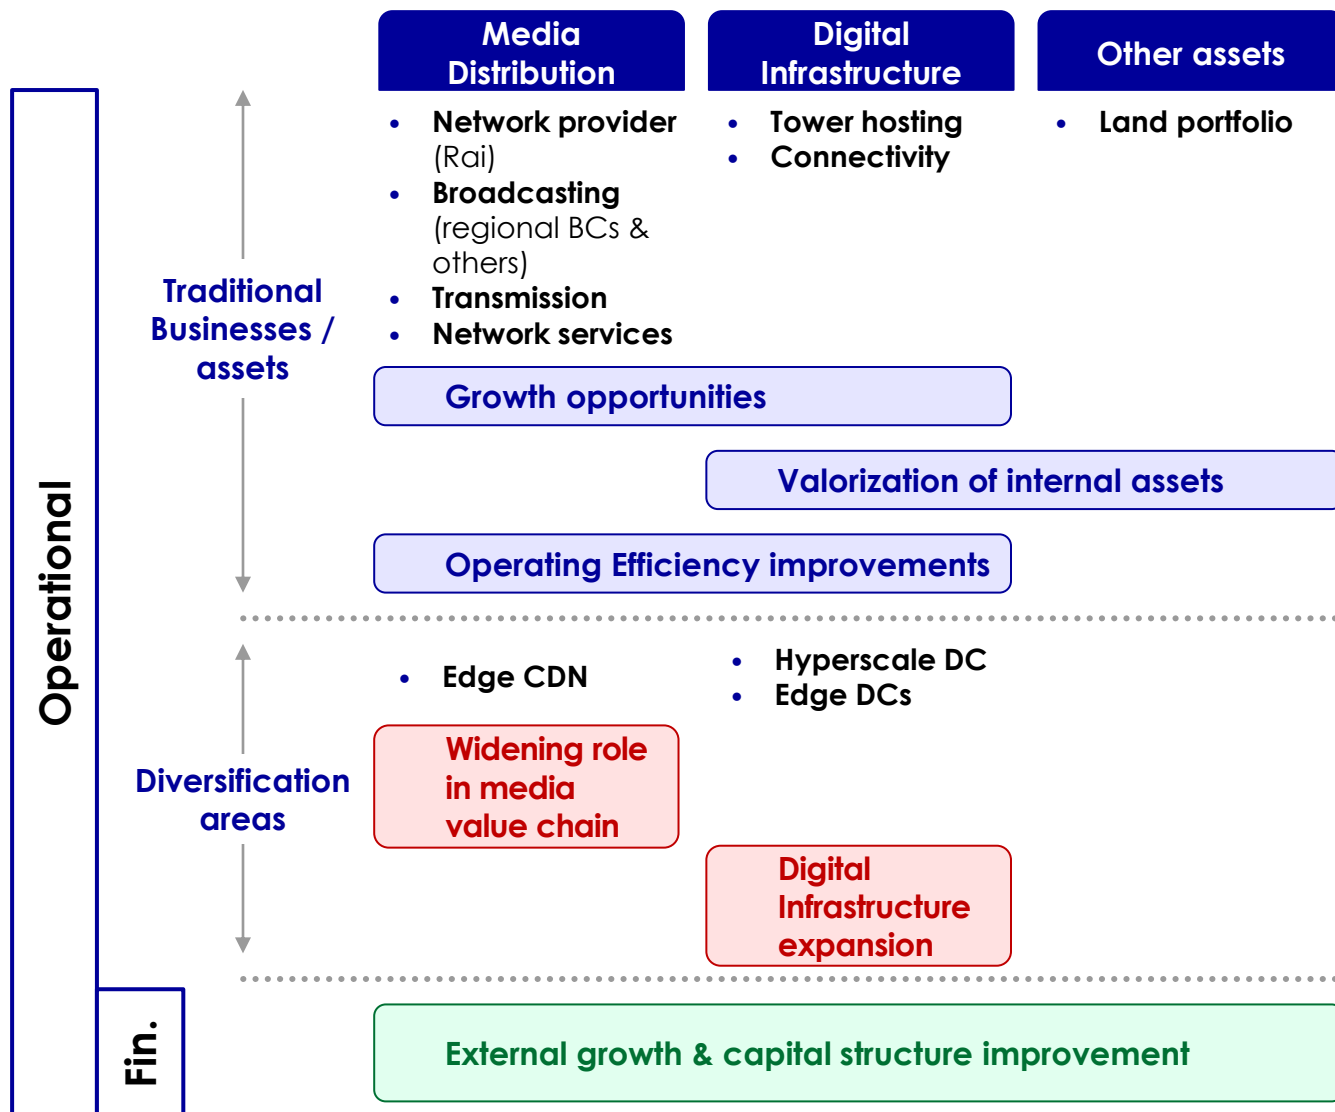 Media
Distribution
Digital
Infrastructure
Other assets
• Network provider
(Rai)
• Broadcasting
(regional BCs &
others)
• Transmission
• Network services
• Tower hosting
• Connectivity
• Land portfolio
Traditional
Businesses /
assets
Growth opportunities
Valorization of internal assets
Operating Efficiency improvements
Operational
• Edge CDN
• Hyperscale DC
• Edge DCs
Diversification
areas
Widening role
in media
value chain
Digital
Infrastructure
expansion
Fin.
External growth & capital structure improvement